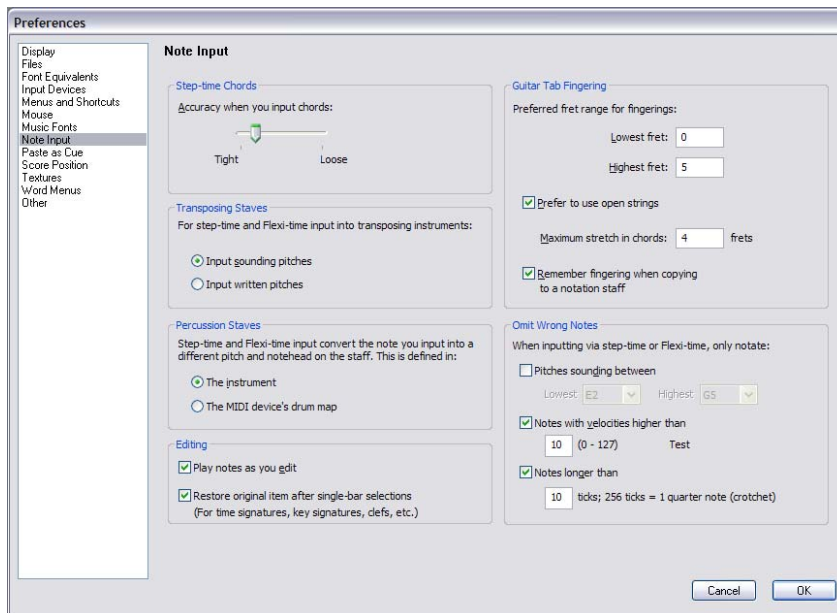 Preferences
Display
Files
Font Equivalents
Input Devices
Menus and Shortcuts
Mouse
Music Fonts
Note Input
Paste as Cue
Score Position
Textures
Word Menus
Other
Note Input
Step-time Chords
Accuracy when you input chords:
Tight Loose
Transposing Staves
For step-time and Flexi-time input into transposing instruments:
Input sounding pitches
Input written pitches
Percussion Staves
Step-time and Flexi-time input convert the note you input into a
different pitch and notehead on the staff. This is defined in:
The instrument
The MIDI device's drum map
Editing
Play notes as you edit
Restore original item after single-bar selections
(For time signatures, key signatures, clefs, etc.)
Guitar Tab Fingering
Preferred fret range for fingerings:
Lowest fret: 0
Highest fret: 5
Prefer to use open strings
Maximum stretch in chords: 4 frets
Remember fingering when copying
to a notation staff
Omit Wrong Notes
When inputting via step-time or Flexi-time, only notate:
Pitches sounding between
Lowest E2 Highest G5
Notes with velocities higher than
10 (0 - 127) Test
Notes longer than
10 ticks; 256 ticks = 1 quarter note (crotchet)
Cancel OK